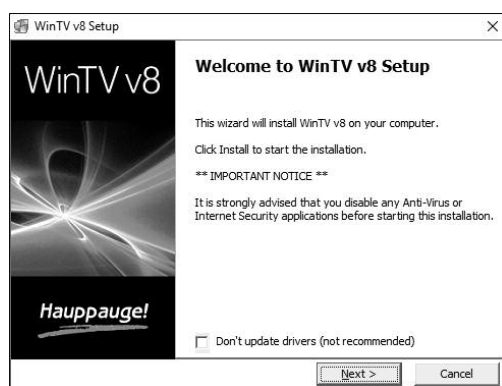 WinTV v8 Setup
WinTV v8
Welcome to WinTV v8 Setup
This wizard will install WinTV v8 on your computer.
Click Install to start the installation.
** IMPORTANT NOTICE **
It is strongly advised that you disable any Anti-Virus or
Internet Security applications before starting this installation.
Hauppauge!
Don't update drivers (not recommended)
Next >
Cancel